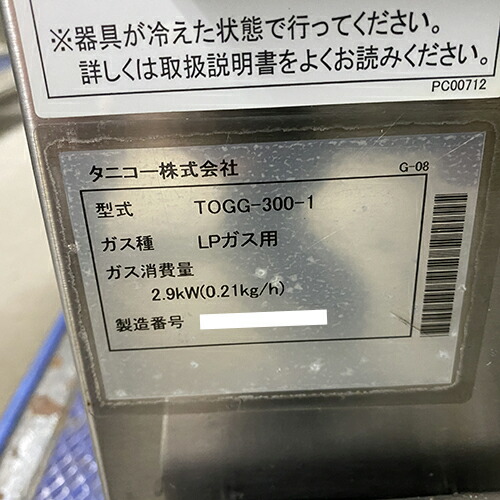 ※器具が冷えた状態で行ってください。
詳しくは取扱説明書をよくお読みください。
PC00712
タニコー株式会社
G-08
型式 TOGG-300-1
ガス種 LPガス用
ガス消費量
2.9kW(0.21kg/h)
製造番号